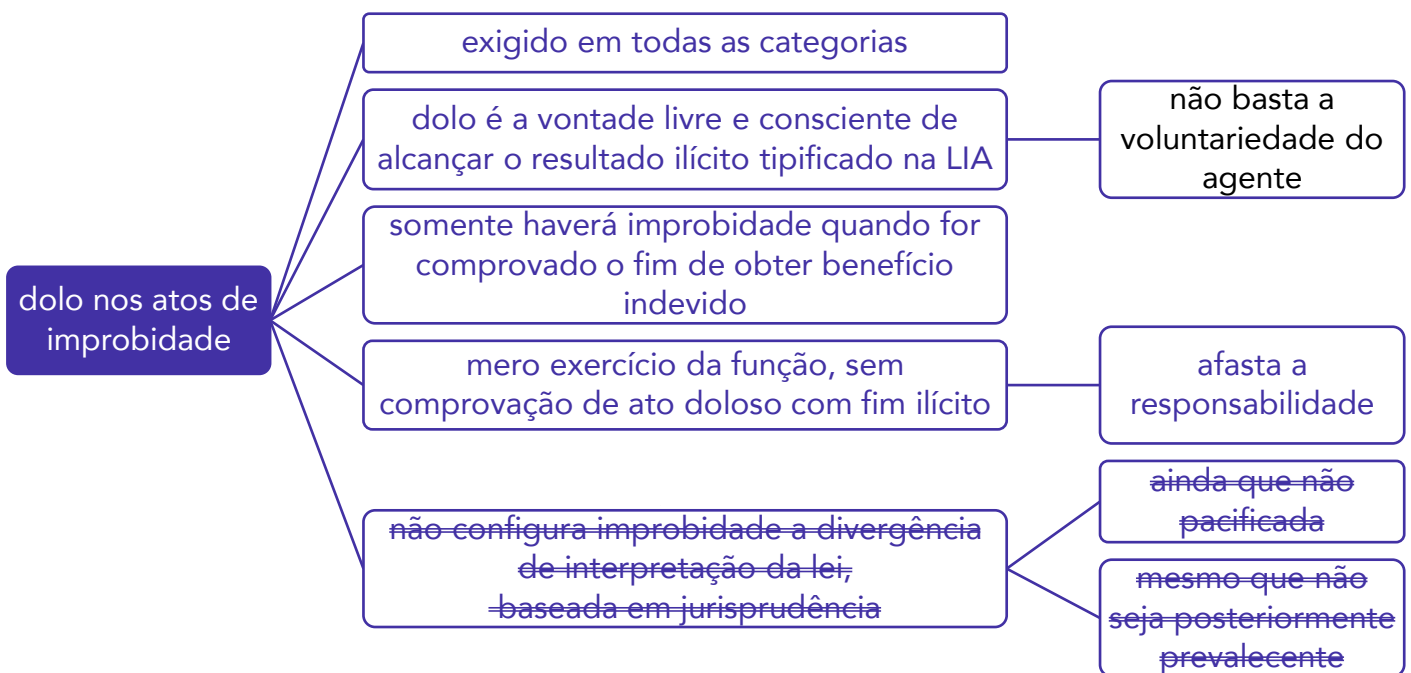 exigido em todas as categorias
dolo é a vontade livre e consciente de
alcançar o resultado ilícito tipificado na LIA
não basta a
voluntariedade do
agente
somente haverá improbidade quando for
comprovado o fim de obter benefício
indevido
dolo nos atos de
improbidade
mero exercício da função, sem
comprovação de ato doloso com fim ilícito
afasta a
responsabilidade
não configura improbidade a divergência
de interpretação da lei,
baseada em jurisprudência
ainda que não
pacificada
mesmo que não
seja posteriormente
prevalecente